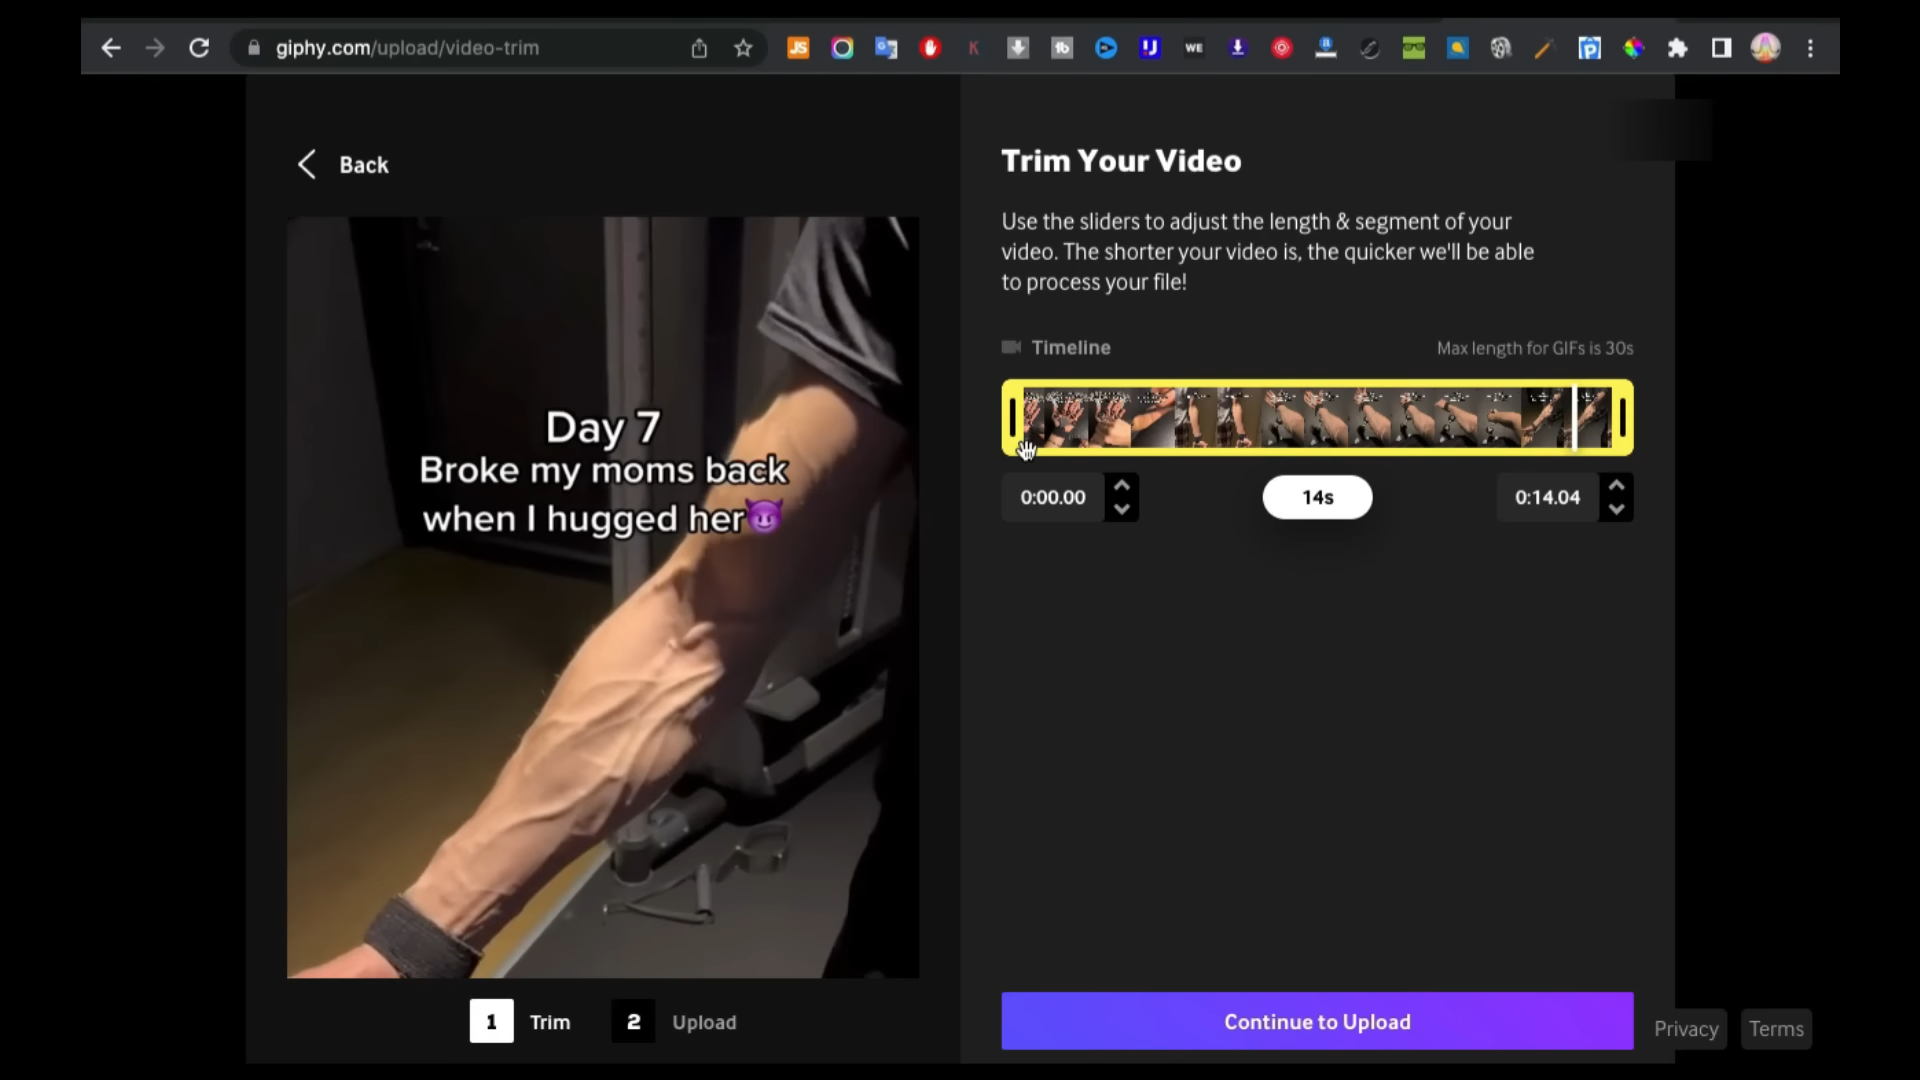 giphy.com/upload/video-trim
JS
K
tb
WE
Back
Day 7
Broke my moms back
when I hugged her😈
1 Trim 2 Upload
Trim Your Video
Use the sliders to adjust the length & segment of your
video. The shorter your video is, the quicker we'll be able
to process your file!
Timeline
Max length for GIFs is 30s
0:00.00
14s
0:14.04
Continue to Upload
Privacy
Terms